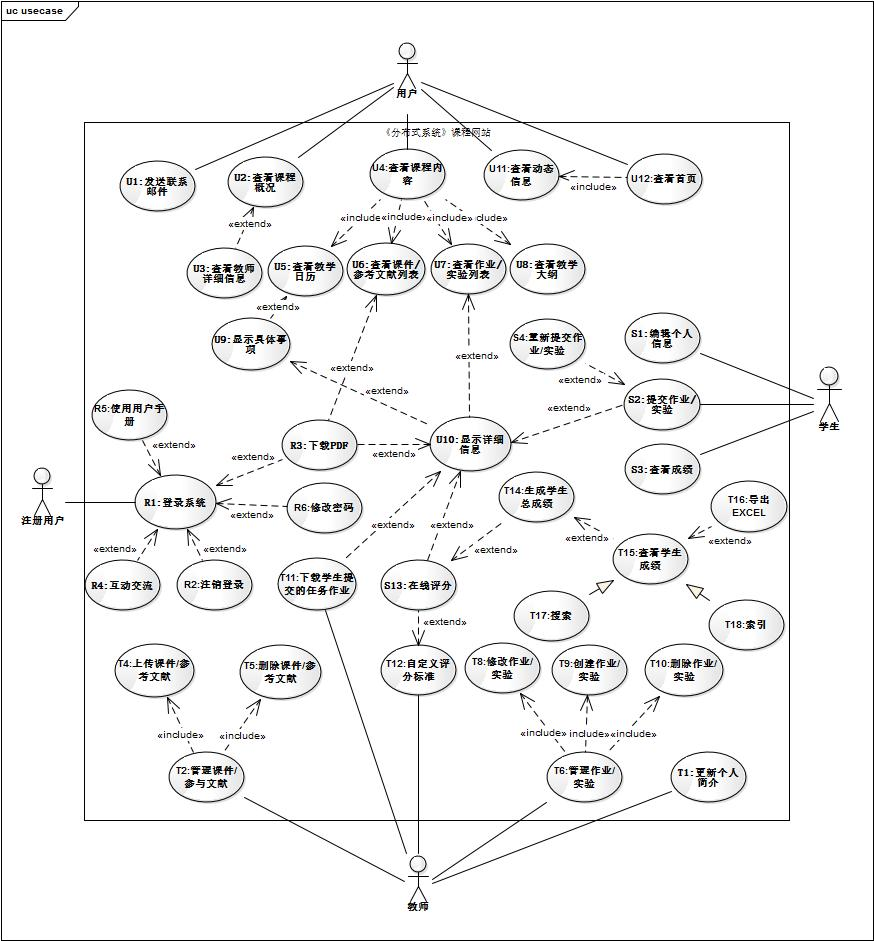 uc usecase
用户
《分布式系统》课程网站
U1:发送联系
邮件
U2:查看课程
概况
U4:查看课程内
容
U11:查看动态
信息
«include»
U12:查看首页
«extend»
«include
«include»
«include»
clude»
U3:查看教师
详细信息
U5:查看教学
日历
U6:查看课件/
参考文献列表
U7:查看作业/
实验列表
U8:查看教学
大纲
«extend»
U9:显示具体事
项
«extend»
«extend»
S4:重新提交作
业/实验
S1:编辑个人
信息
«extend»
«extend»
S2:提交作业/
实验
学生
R5:使用用户手
册
«extend»
«extend»
R3:下载PDF
«extend»
U10:显示详细
信息
«extend»
S3:查看成绩
注册用户
R1:登录系统
«extend»
R6:修改密码
«extend»
«extend»
T14:生成学生
总成绩
T16:导出
EXCEL
«extend»
«extend»
«extend»
«extend»
«extend»
T15:查看学生
成绩
R4:互动交流
R2:注销登录
T11:下载学生提
交的任务作业
S13:在线评分
T17:搜索
T18:索引
«extend»
T4:上传课件/参
考文献
T5:删除课件/参
考文献
T12:自定义评
分标准
T8:修改作业/
实验
T9:创建作业/
实验
T10:删除作业/
实验
«include»
«include»
«include»
include»
«include»
T2:管理课件/
参与文献
T6:管理作业/
实验
T1:更新个人
简介
教师